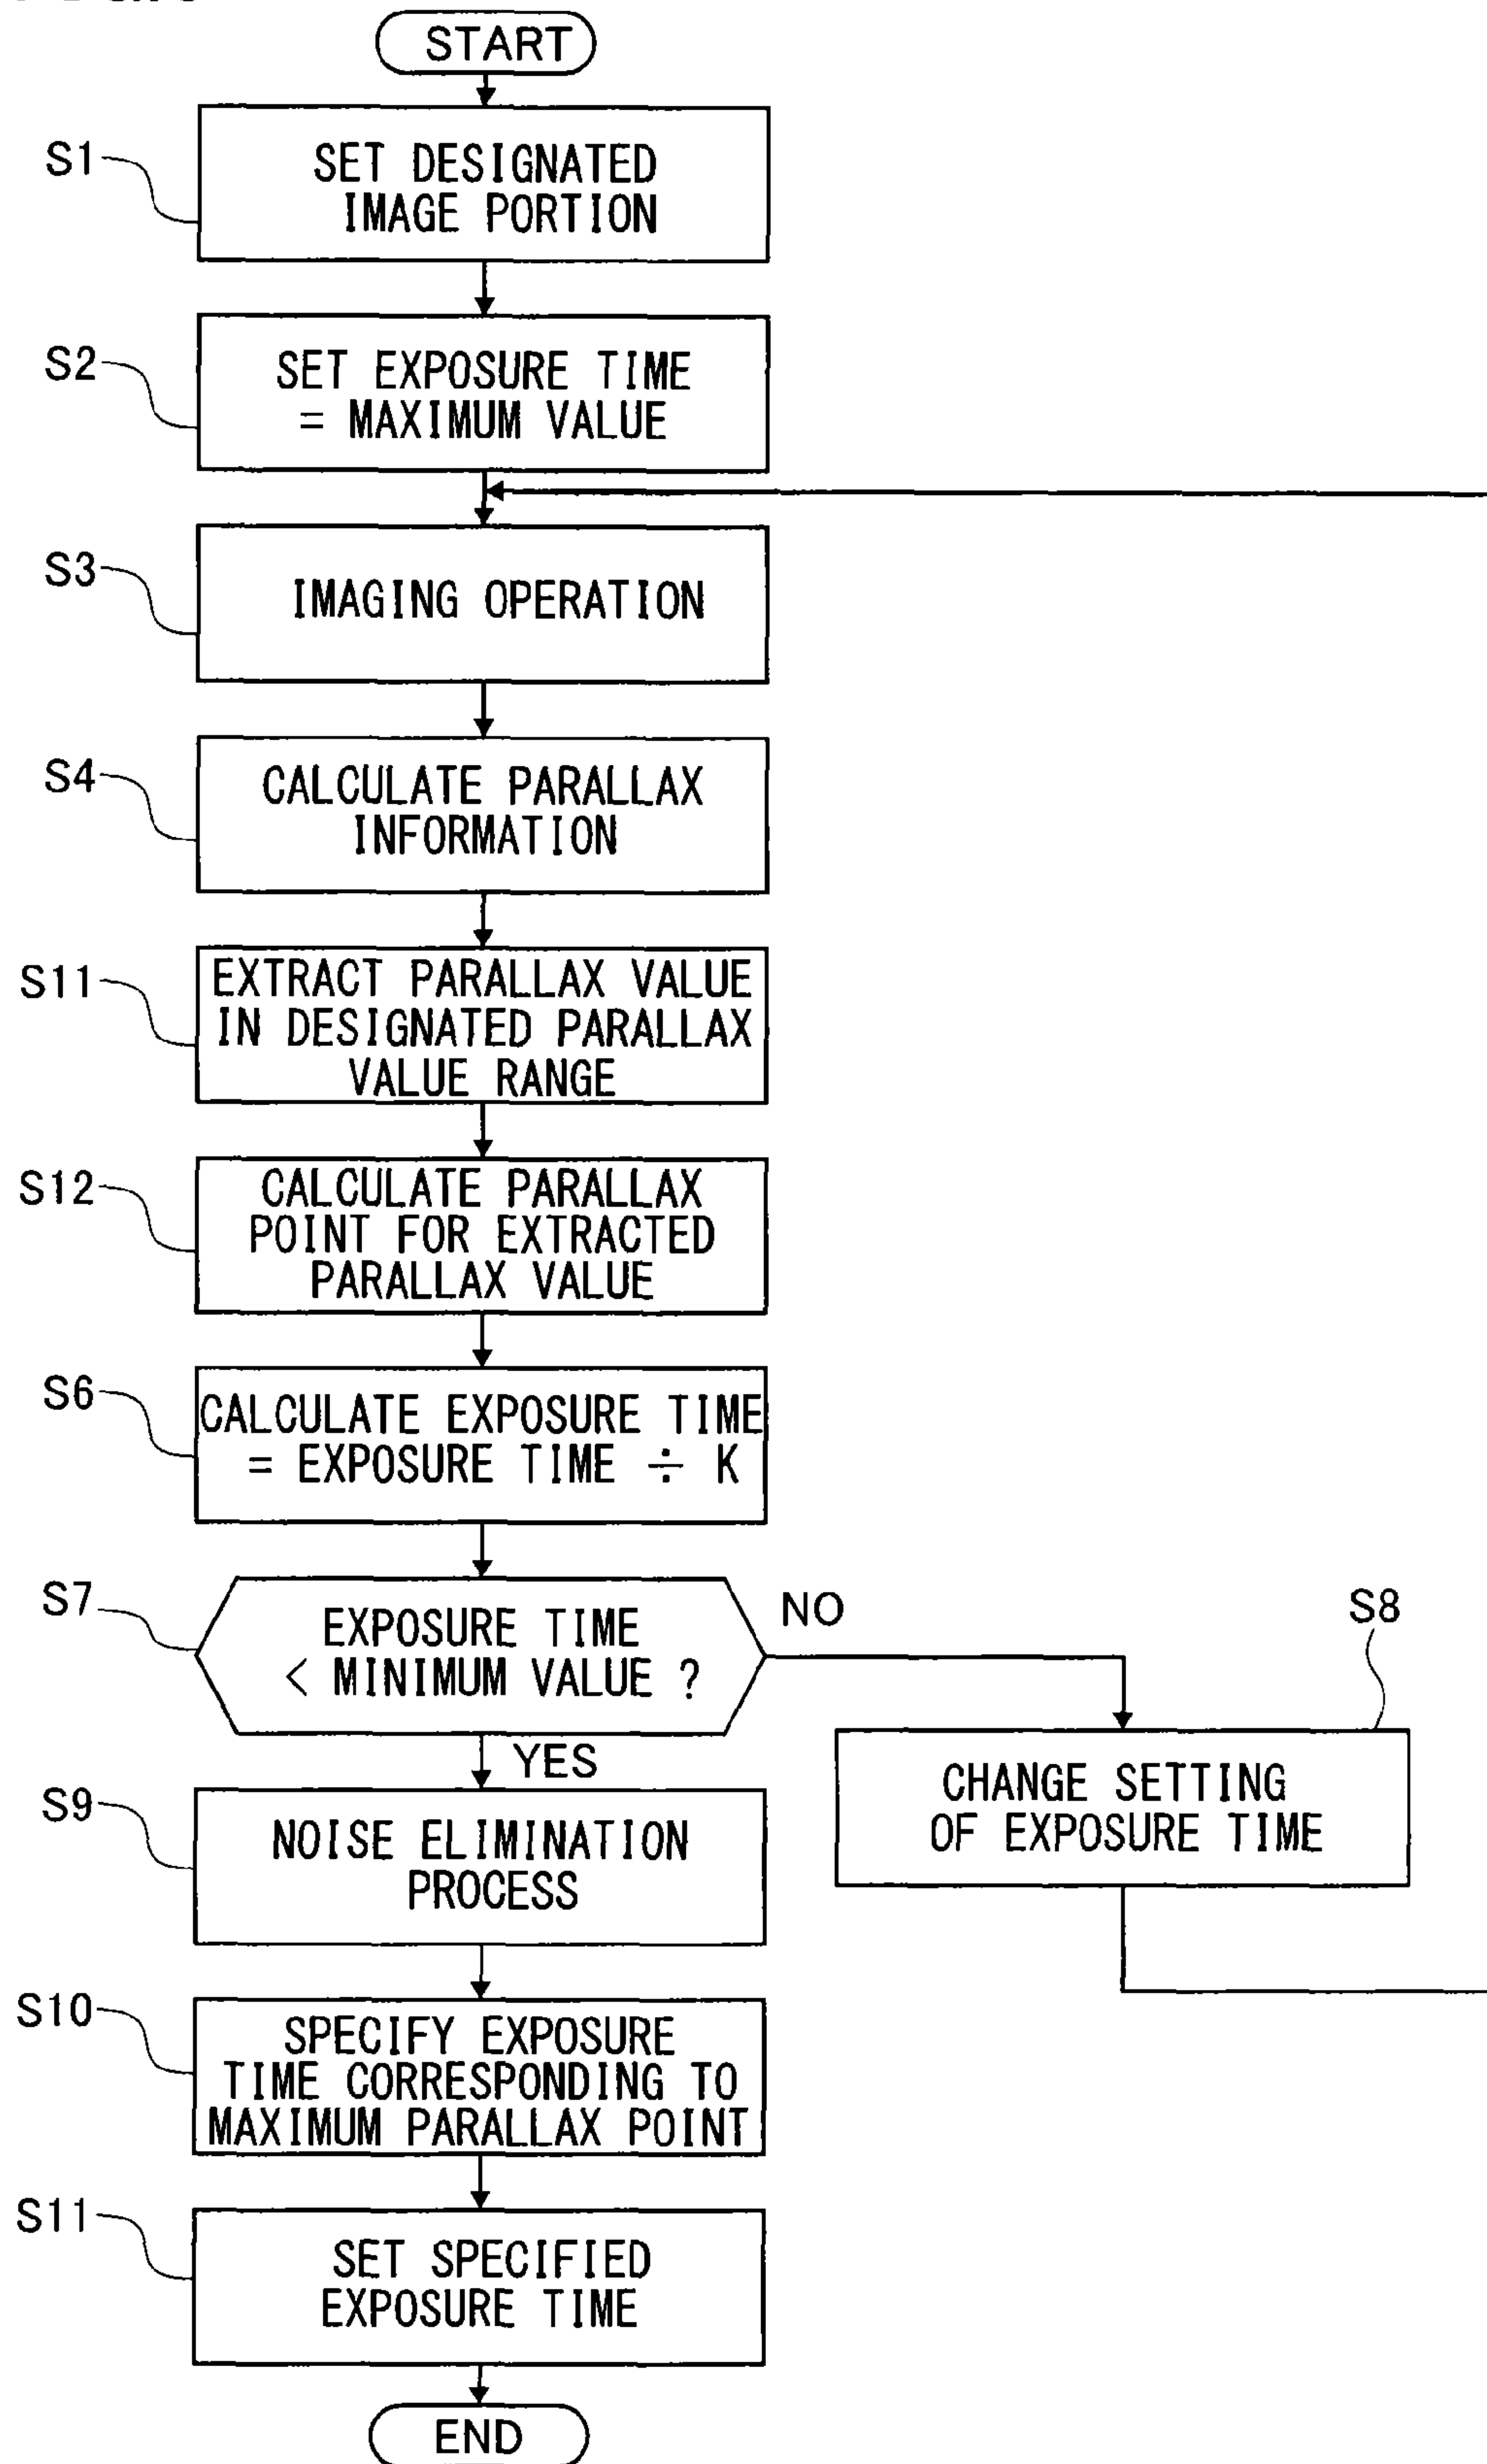 START
S1
SET DESIGNATED
IMAGE PORTION
S2
SET EXPOSURE TIME
= MAXIMUM VALUE
S3
IMAGING OPERATION
S4
CALCULATE PARALLAX
INFORMATION
S11
EXTRACT PARALLAX VALUE
IN DESIGNATED PARALLAX
VALUE RANGE
S12
CALCULATE PARALLAX
POINT FOR EXTRACTED
PARALLAX VALUE
S6
CALCULATE EXPOSURE TIME
= EXPOSURE TIME ÷ K
S7
EXPOSURE TIME
< MINIMUM VALUE ?
NO
S8
CHANGE SETTING
OF EXPOSURE TIME
YES
S9
NOISE ELIMINATION
PROCESS
S10
SPECIFY EXPOSURE
TIME CORRESPONDING TO
MAXIMUM PARALLAX POINT
S11
SET SPECIFIED
EXPOSURE TIME
END